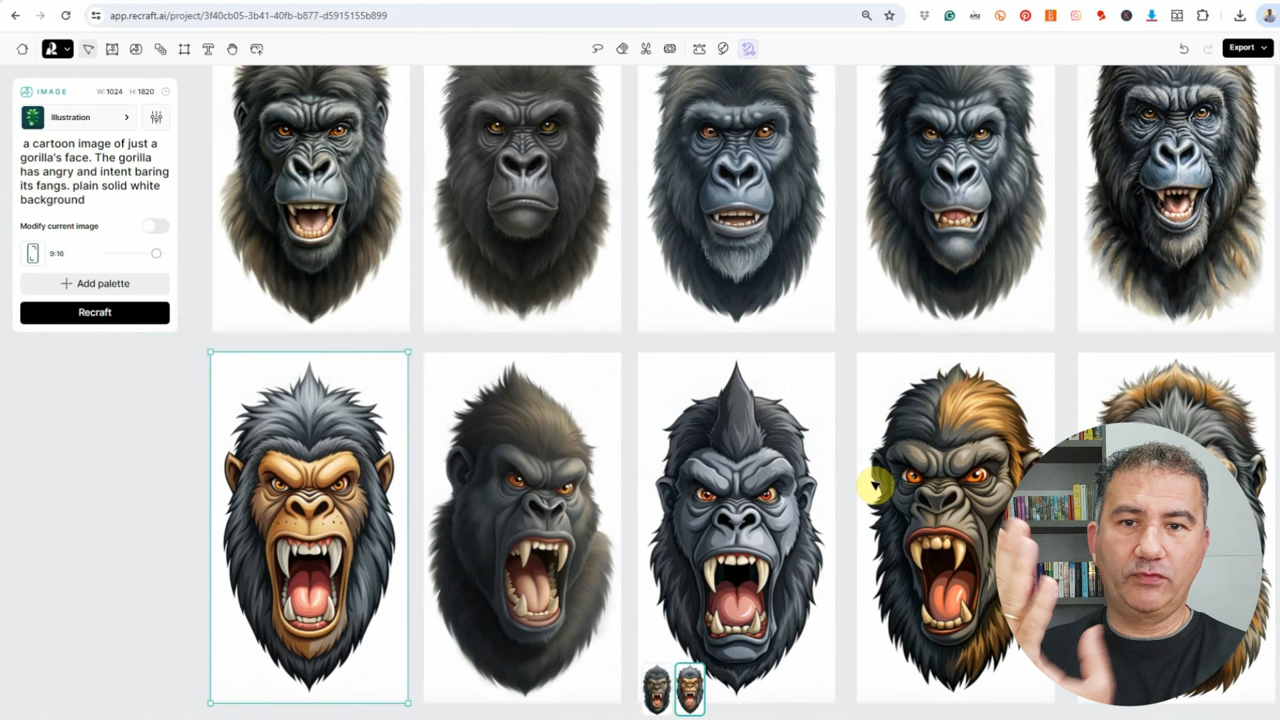 app.recraft.ai/project/3f40cb05-3b41-40fb-b877-d5915155b899
Export
IMAGE W: 1024 H: 1820
Illustration
a cartoon image of just a
gorilla's face. The gorilla
has angry and intent baring
its fangs. plain solid white
background
Modify current image
9:16
Add palette
Recraft